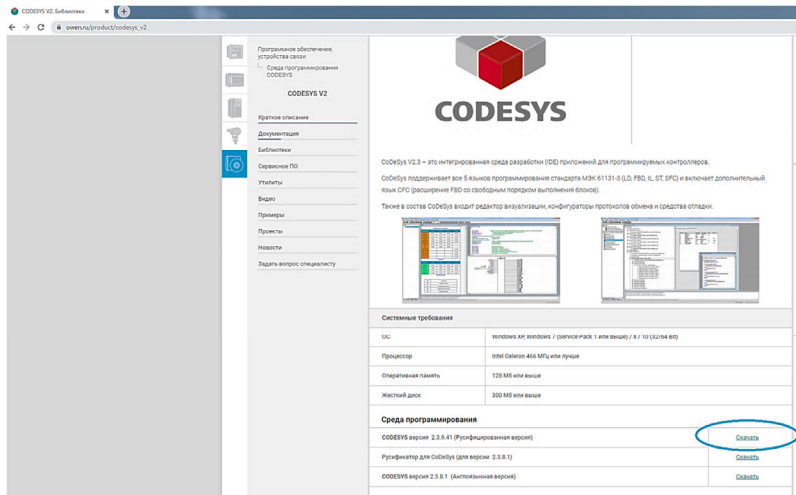 CODESYS V2. Библиотеки
owen.ru/product/codesys_v2
Программное обеспечение,
устройства связи
Среда программирования
CODESYS
CODESYS V2
Краткое описание
Документация
Библиотеки
Сервисное ПО
Утилиты
Видео
Примеры
Проекты
Новости
Задать вопрос специалисту
CODESYS
CoDeSys V2.3 – это интегрированная среда разработки (IDE) приложений для программируемых контроллеров.
CoDeSys поддерживает все 5 языков программирования стандарта МЭК 61131-3 (LD, FBD, IL, ST, SFC) и включает дополнительный
язык CFC (расширение FBD со свободным порядком выполнения блоков).
Также в состав CoDeSys входит редактор визуализации, конфигураторы протоколов обмена и средства отладки.
Системные требования
ОС Windows XP, Windows 7 (Service Pack 1 или выше) / 8 / 10 (32/64 Bit)
Процессор Intel Celeron 466 МГц или лучше
Оперативная память 128 Мб или выше
Жесткий диск 300 Мб или выше
Среда программирования
CODESYS версия 2.3.9.41 (Русифицированная версия) Скачать
Русификатор для CoDeSys (для версии 2.3.8.1) Скачать
CODESYS версия 2.3.8.1 (Англоязычная версия) Скачать